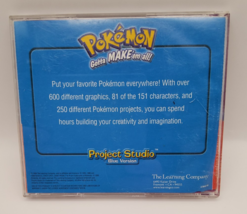 POKéMON
Gotta MAKE 'em all!
Put your favorite Pokémon everywhere! With over
600 different graphics, 81 of the 151 characters, and
250 different Pokémon projects, you can spend
hours building your creativity and imagination.
Project Studio
Blue Version
The Learning Company